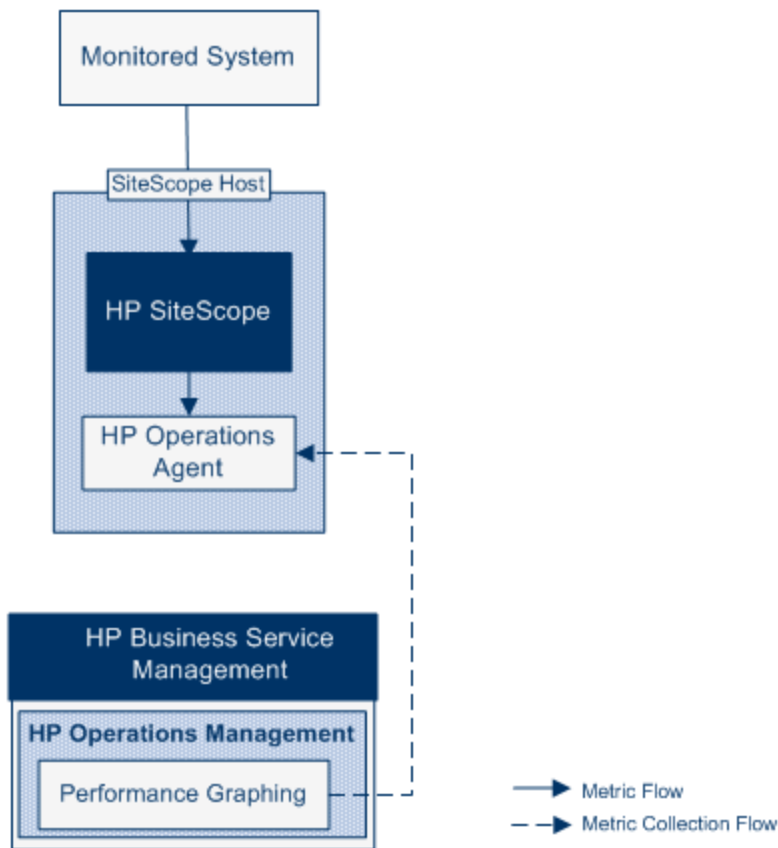 Monitored System
SiteScope Host
HP SiteScope
HP Operations
Agent
HP Business Service
Management
HP Operations Management
Performance Graphing
Metric Flow
Metric Collection Flow